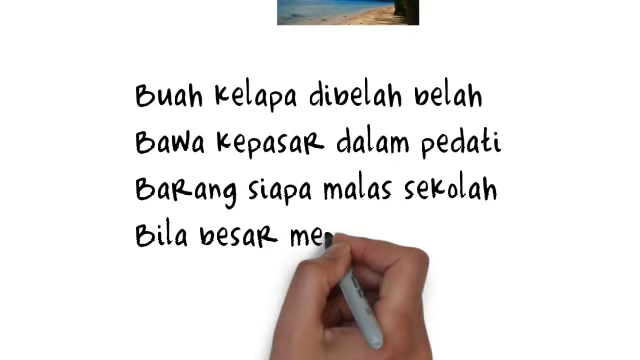 Buah kelapa dibelah belah
Bawa kepasar dalam pedati
Barang siapa malas sekolah
Bila besar me